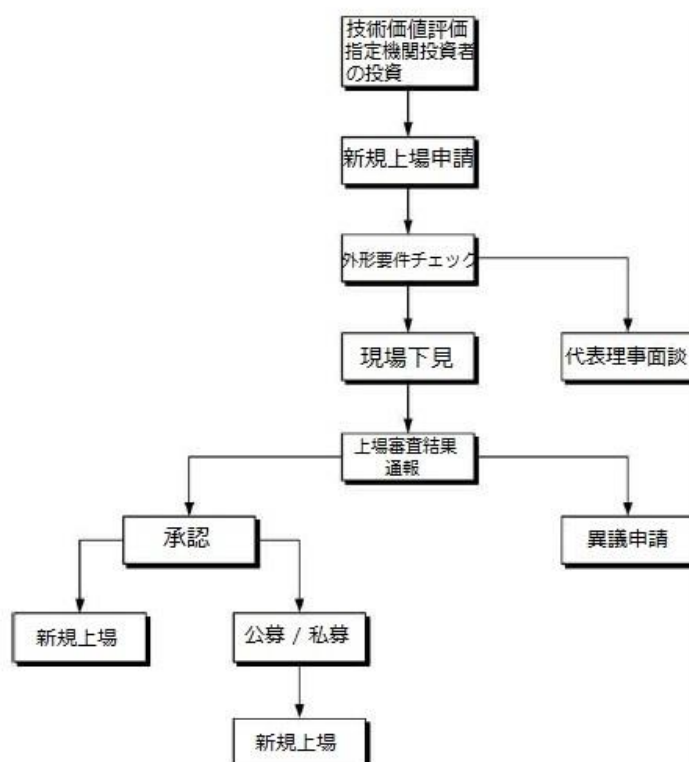 技術価値評価
指定機関投資者
の投資
新規上場申請
外形要件チェック
現場下見
代表理事面談
上場審査結果
通報
承認
異議申請
新規上場
公募 / 私募
新規上場